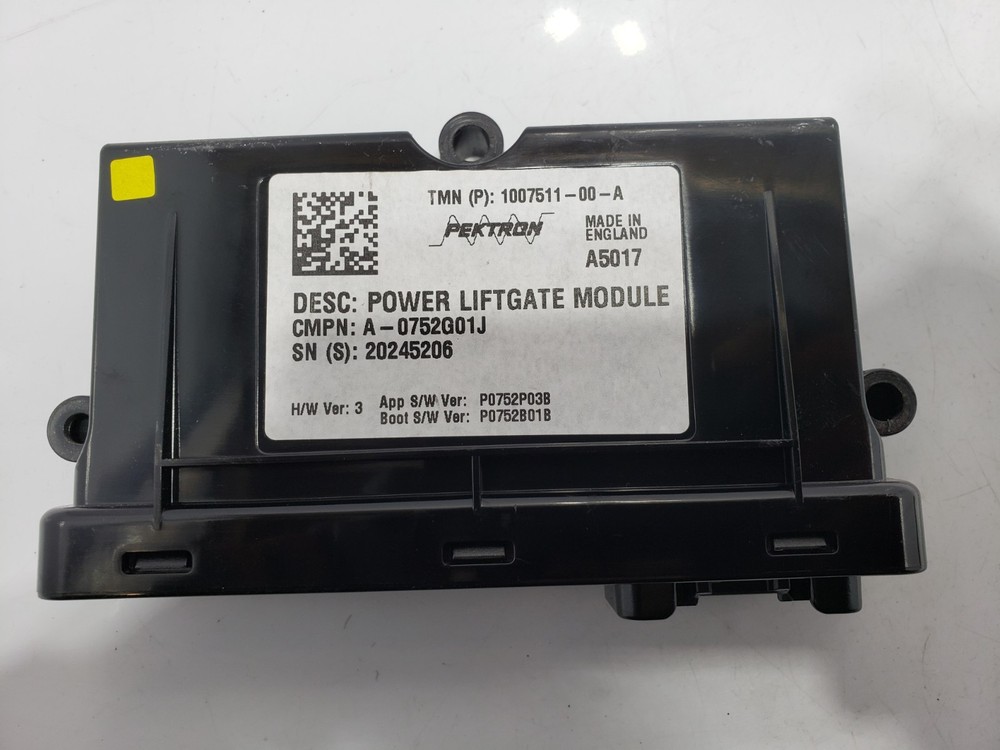 TMN (P): 1007511-00-A
PEKTRON
MADE IN
ENGLAND
A5017
DESC: POWER LIFTGATE MODULE
CMPN: A-0752G01J
SN (S): 20245206
H/W Ver: 3 App S/W Ver: P0752P03B
Boot S/W Ver: P0752B01B